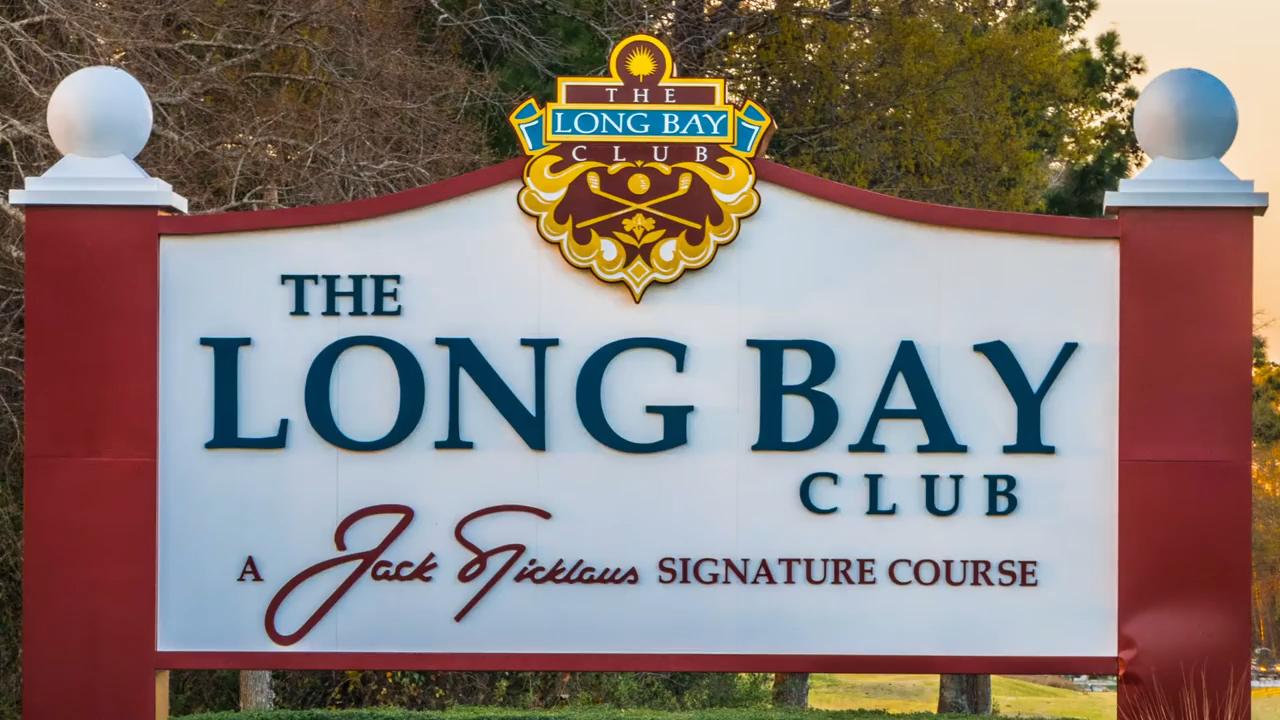 THE
LONG BAY
CLUB
THE
LONG BAY
CLUB
A Jack Nicklaus SIGNATURE COURSE